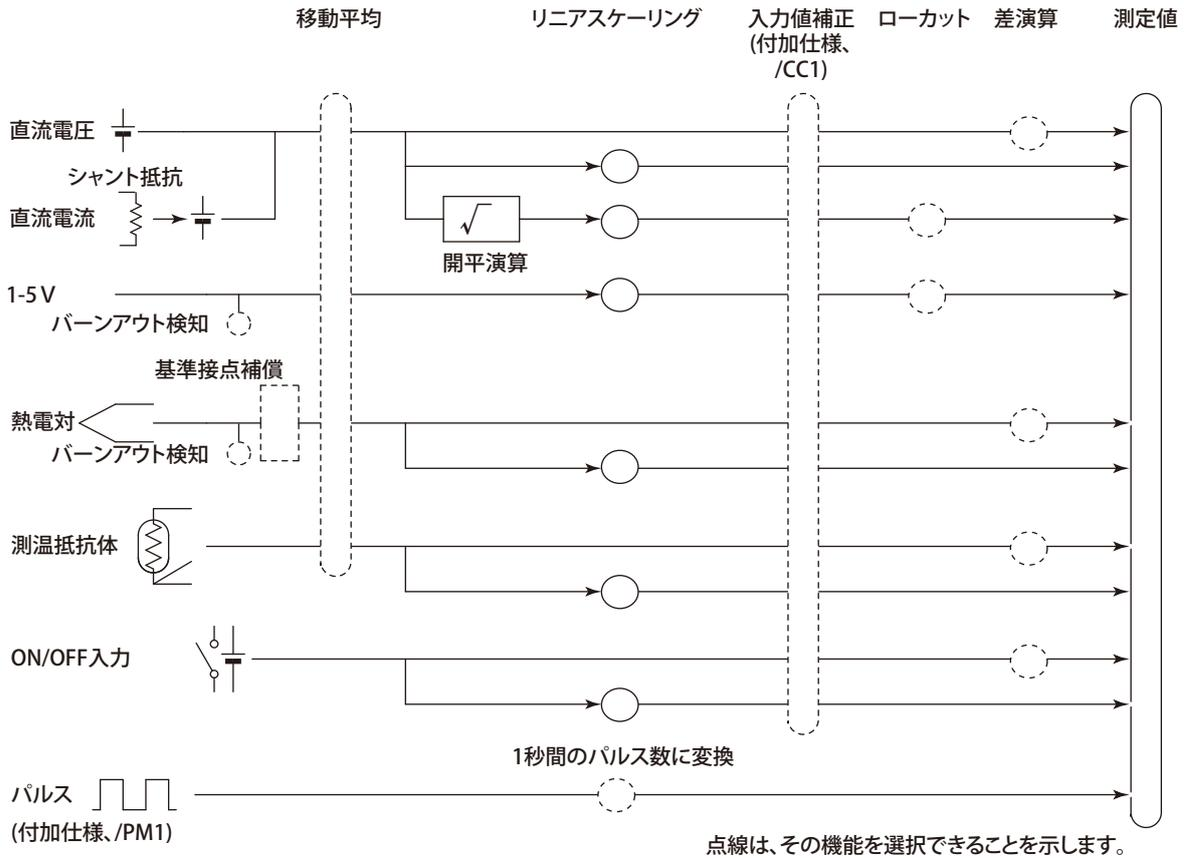 移動平均
リニアスケーリング
入力値補正
(付加仕様、
/CC1)
ローカット
差演算
測定値
直流電圧
シャント抵抗
直流電流
開平演算
1-5 V
バーンアウト検知
基準接点補償
熱電対
バーンアウト検知
測温抵抗体
ON/OFF入力
1秒間のパルス数に変換
パルス
(付加仕様、/PM1)
点線は、その機能を選択できることを示します。